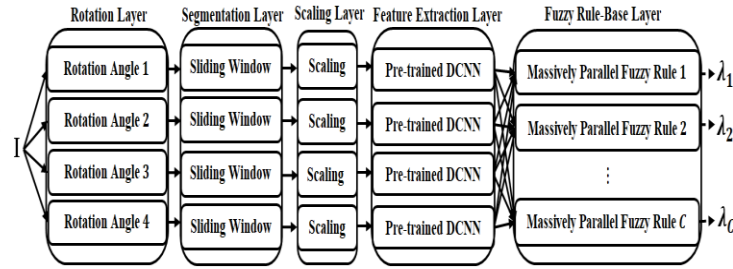 Rotation Layer Segmentation Layer Scaling Layer Feature Extraction Layer Fuzzy Rule-Base Layer
Rotation Angle 1 Sliding Window Scaling Pre-trained DCNN Massively Parallel Fuzzy Rule 1 λ1
Rotation Angle 2 Sliding Window Scaling Pre-trained DCNN Massively Parallel Fuzzy Rule 2 λ2
I
Rotation Angle 3 Sliding Window Scaling Pre-trained DCNN ⋮
Rotation Angle 4 Sliding Window Scaling Pre-trained DCNN Massively Parallel Fuzzy Rule C λC